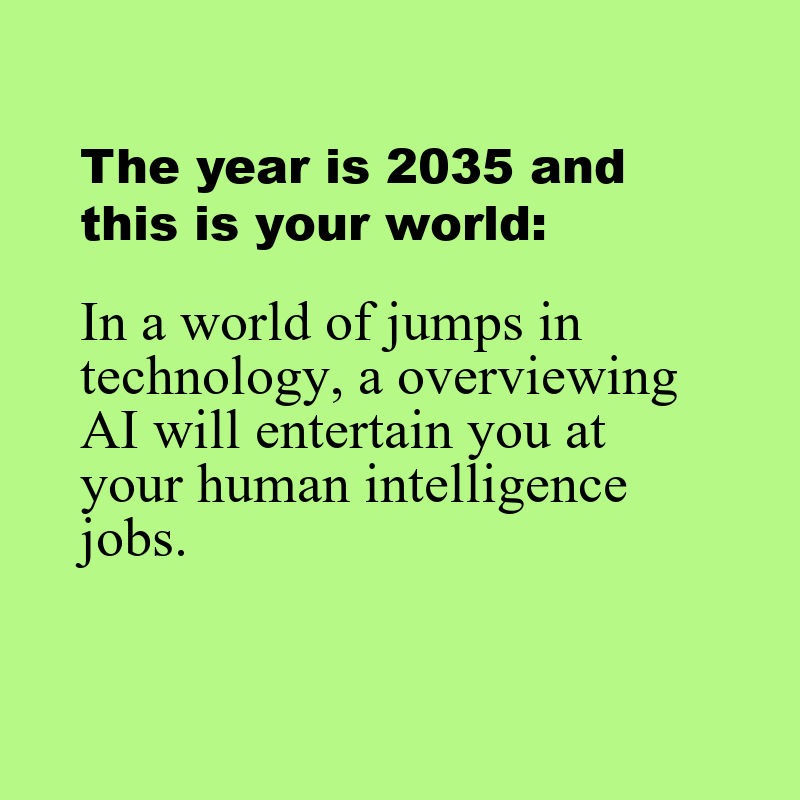 The year is 2035 and
this is your world:
In a world of jumps in
technology, a overviewing
AI will entertain you at
your human intelligence
jobs.